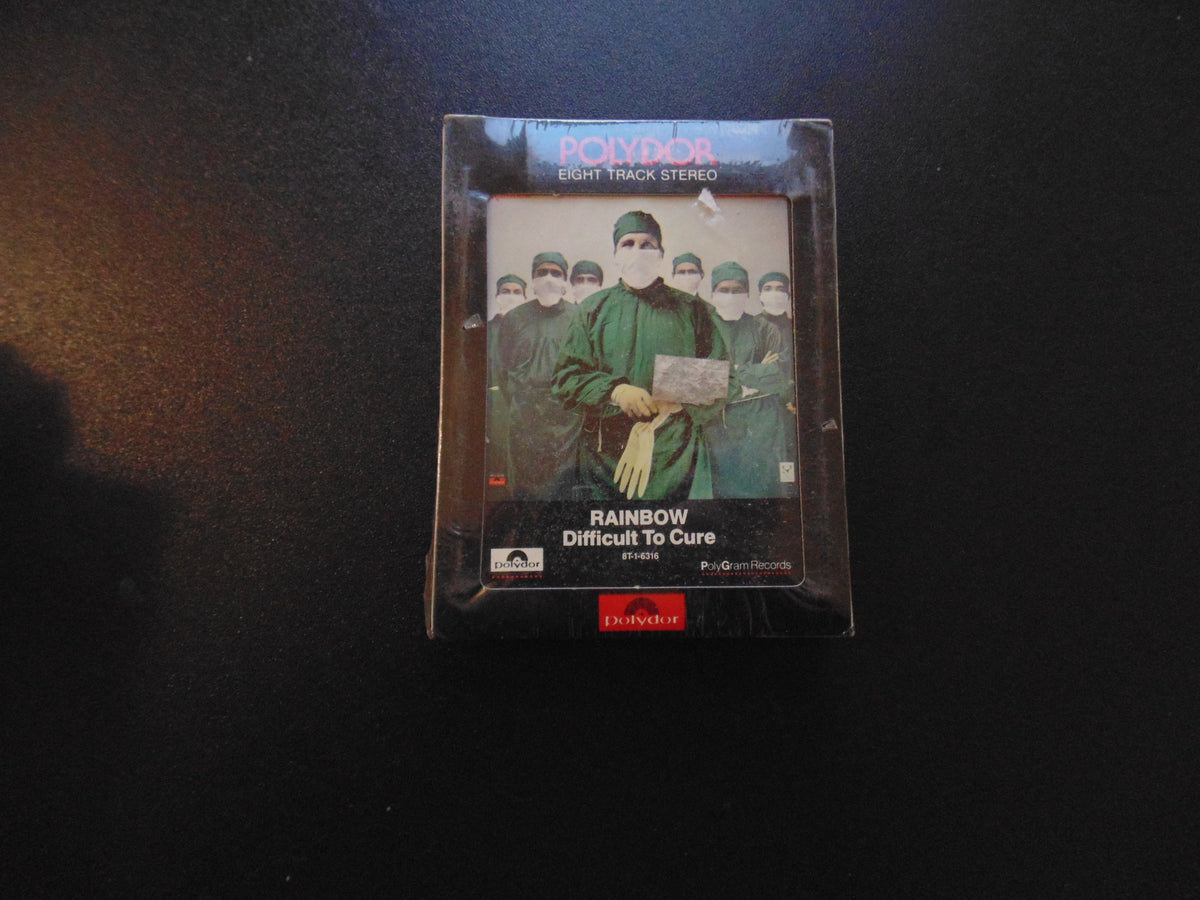 POLYDOR
EIGHT TRACK STEREO
RAINBOW
Difficult To Cure
8T-1-6316
polydor
PolyGram Records
polydor